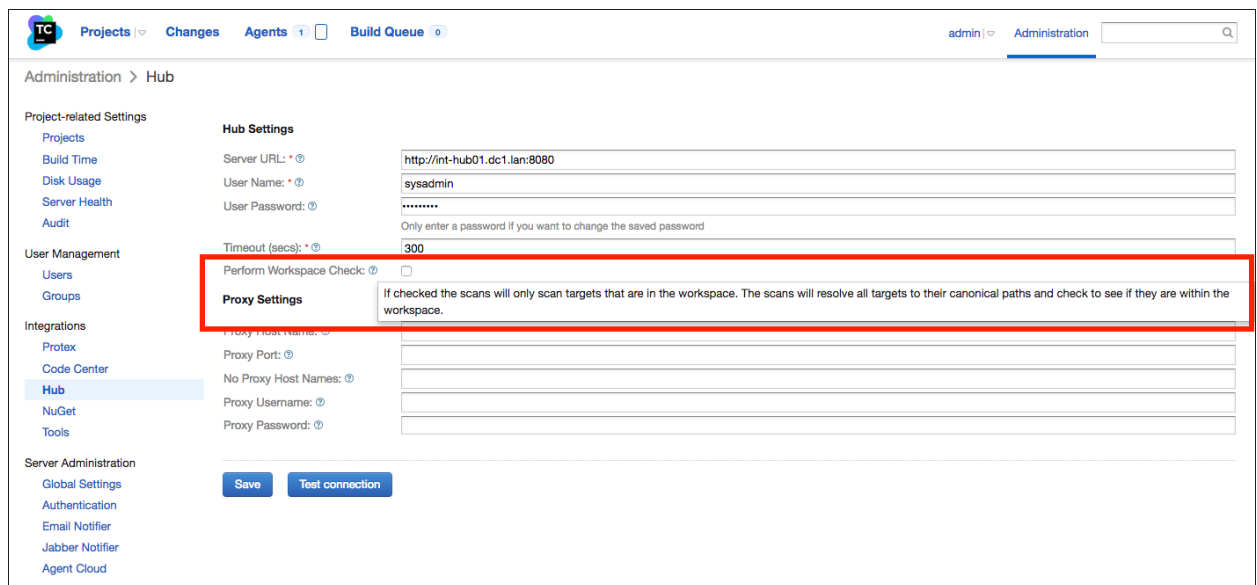 TC
Projects
Changes
Agents 1
Build Queue 0
admin
Administration
Administration > Hub
Project-related Settings
Projects
Build Time
Disk Usage
Server Health
Audit
User Management
Users
Groups
Integrations
Protex
Code Center
Hub
NuGet
Tools
Server Administration
Global Settings
Authentication
Email Notifier
Jabber Notifier
Agent Cloud
Hub Settings
Server URL: * http://int-hub01.dc1.lan:8080
User Name: * sysadmin
User Password: •••••••••
Only enter a password if you want to change the saved password
Timeout (secs): * 300
Perform Workspace Check:
If checked the scans will only scan targets that are in the workspace. The scans will resolve all targets to their canonical paths and check to see if they are within the
workspace.
Proxy Settings
Proxy Host Name:
Proxy Port:
No Proxy Host Names:
Proxy Username:
Proxy Password:
Save
Test connection